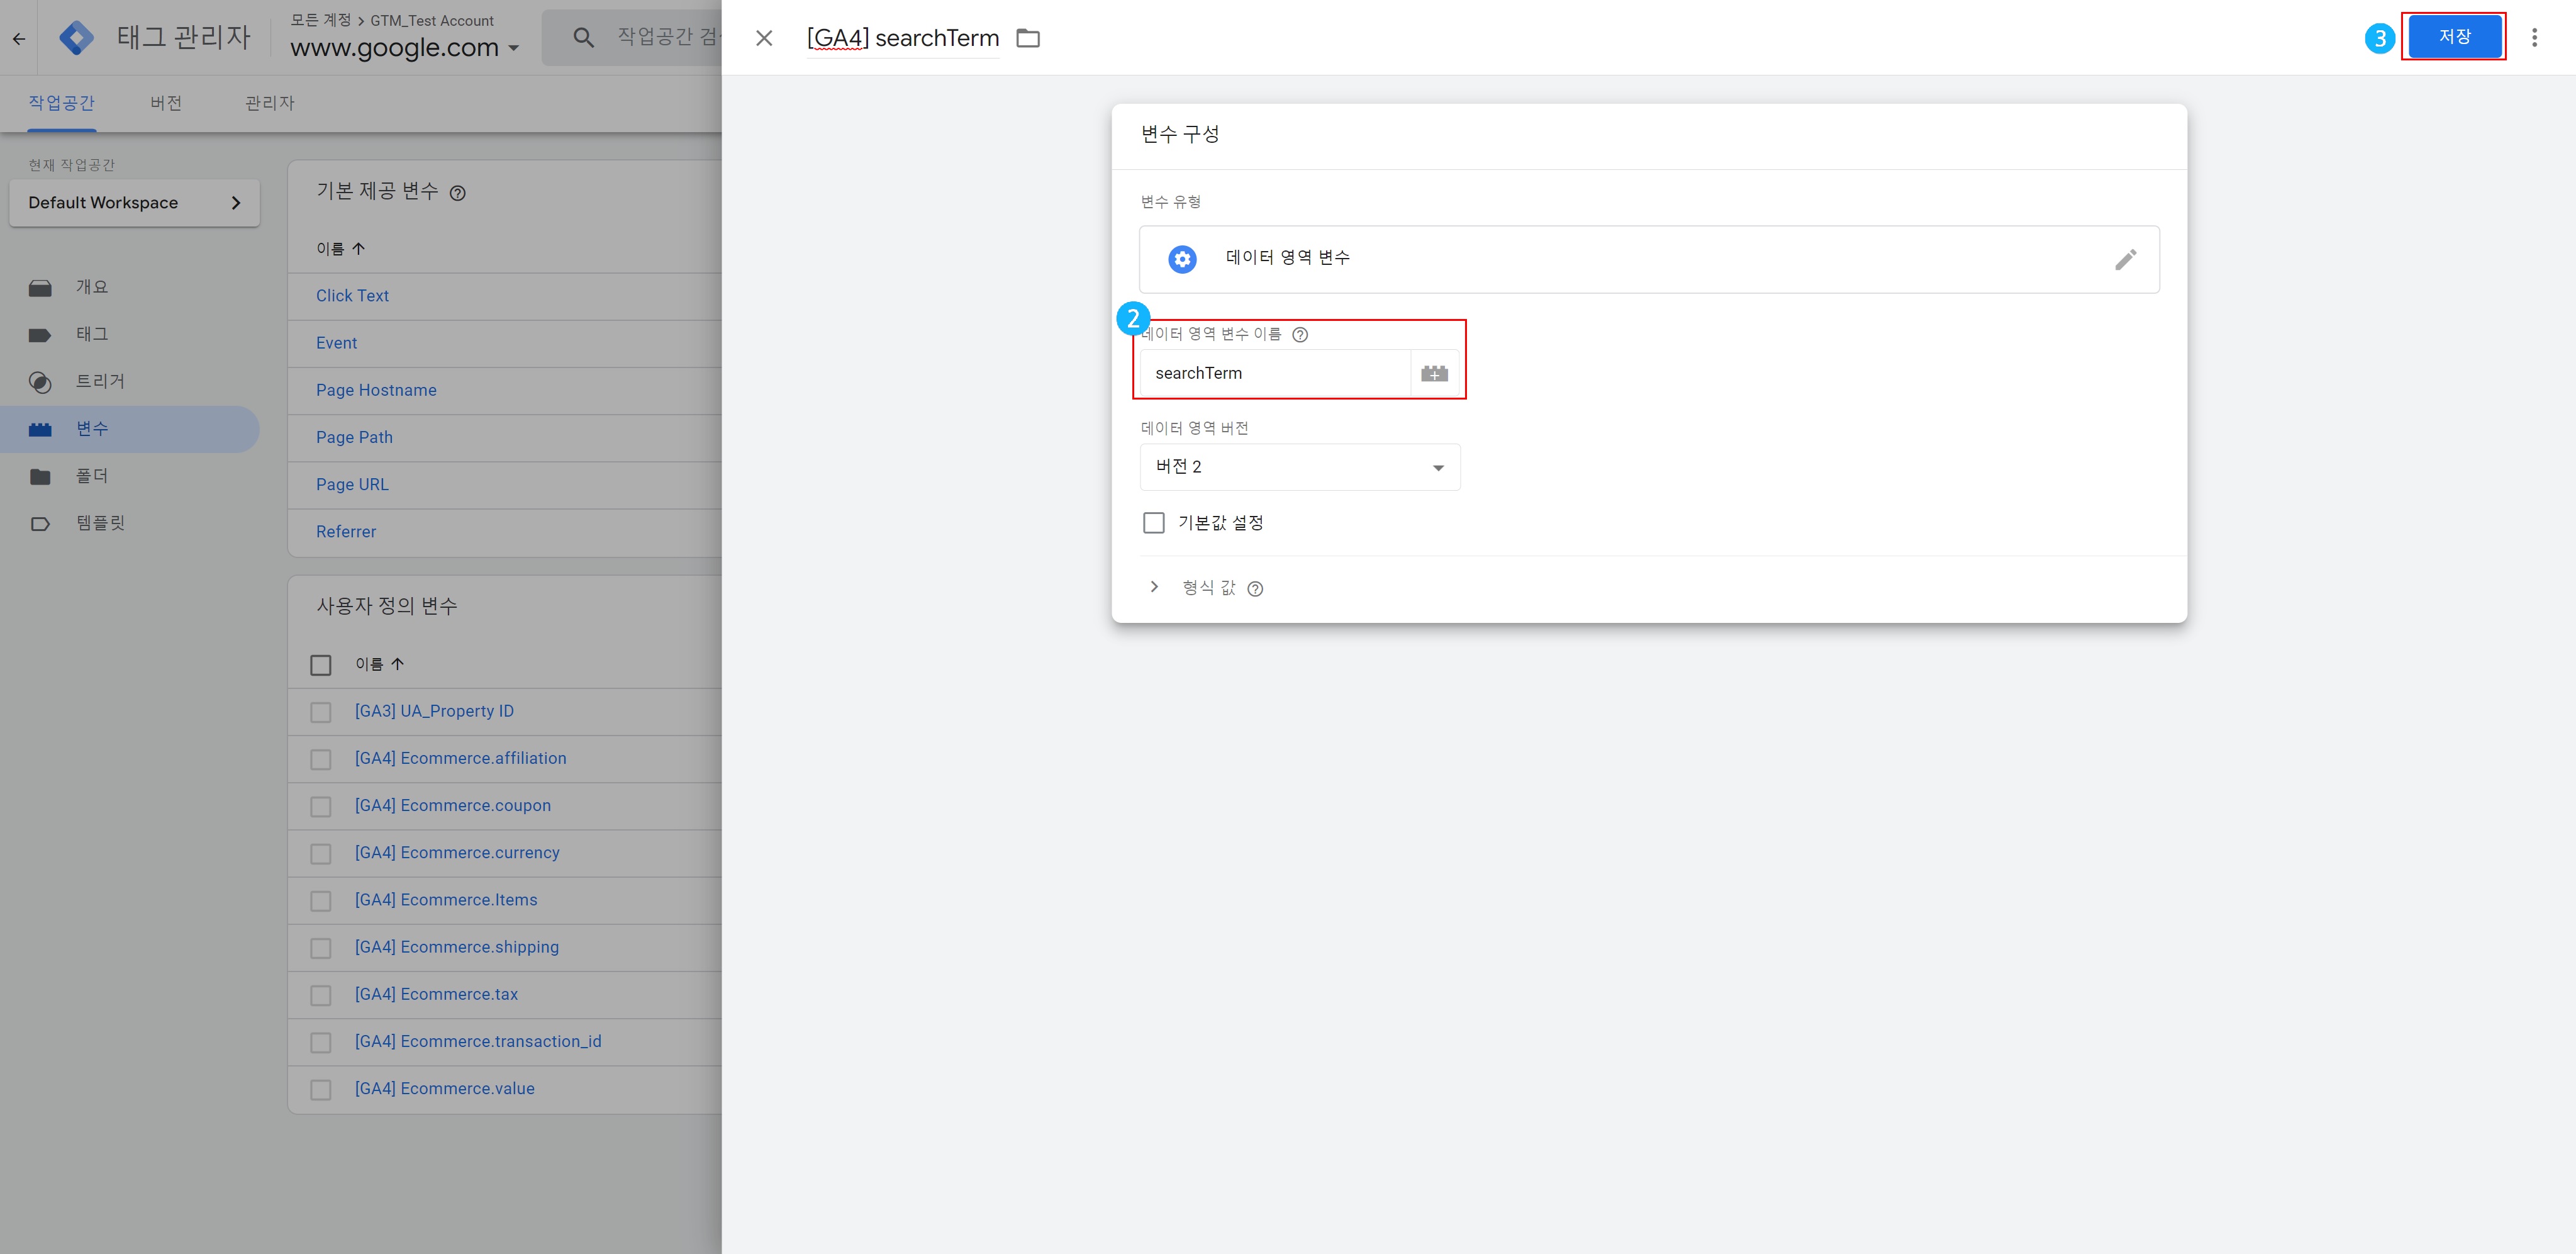 태그 관리자
모든 계정 > GTM_Test Account
www.google.com
작업공간 검
작업공간
버전
관리자
현재 작업공간
Default Workspace
개요
태그
트리거
변수
폴더
템플릿
기본 제공 변수
이름
Click Text
Event
Page Hostname
Page Path
Page URL
Referrer
사용자 정의 변수
이름
[GA3] UA_Property ID
[GA4] Ecommerce.affiliation
[GA4] Ecommerce.coupon
[GA4] Ecommerce.currency
[GA4] Ecommerce.Items
[GA4] Ecommerce.shipping
[GA4] Ecommerce.tax
[GA4] Ecommerce.transaction_id
[GA4] Ecommerce.value
[GA4] searchTerm
3
저장
변수 구성
변수 유형
데이터 영역 변수
2
데이터 영역 변수 이름
searchTerm
데이터 영역 버전
버전 2
기본값 설정
형식 값